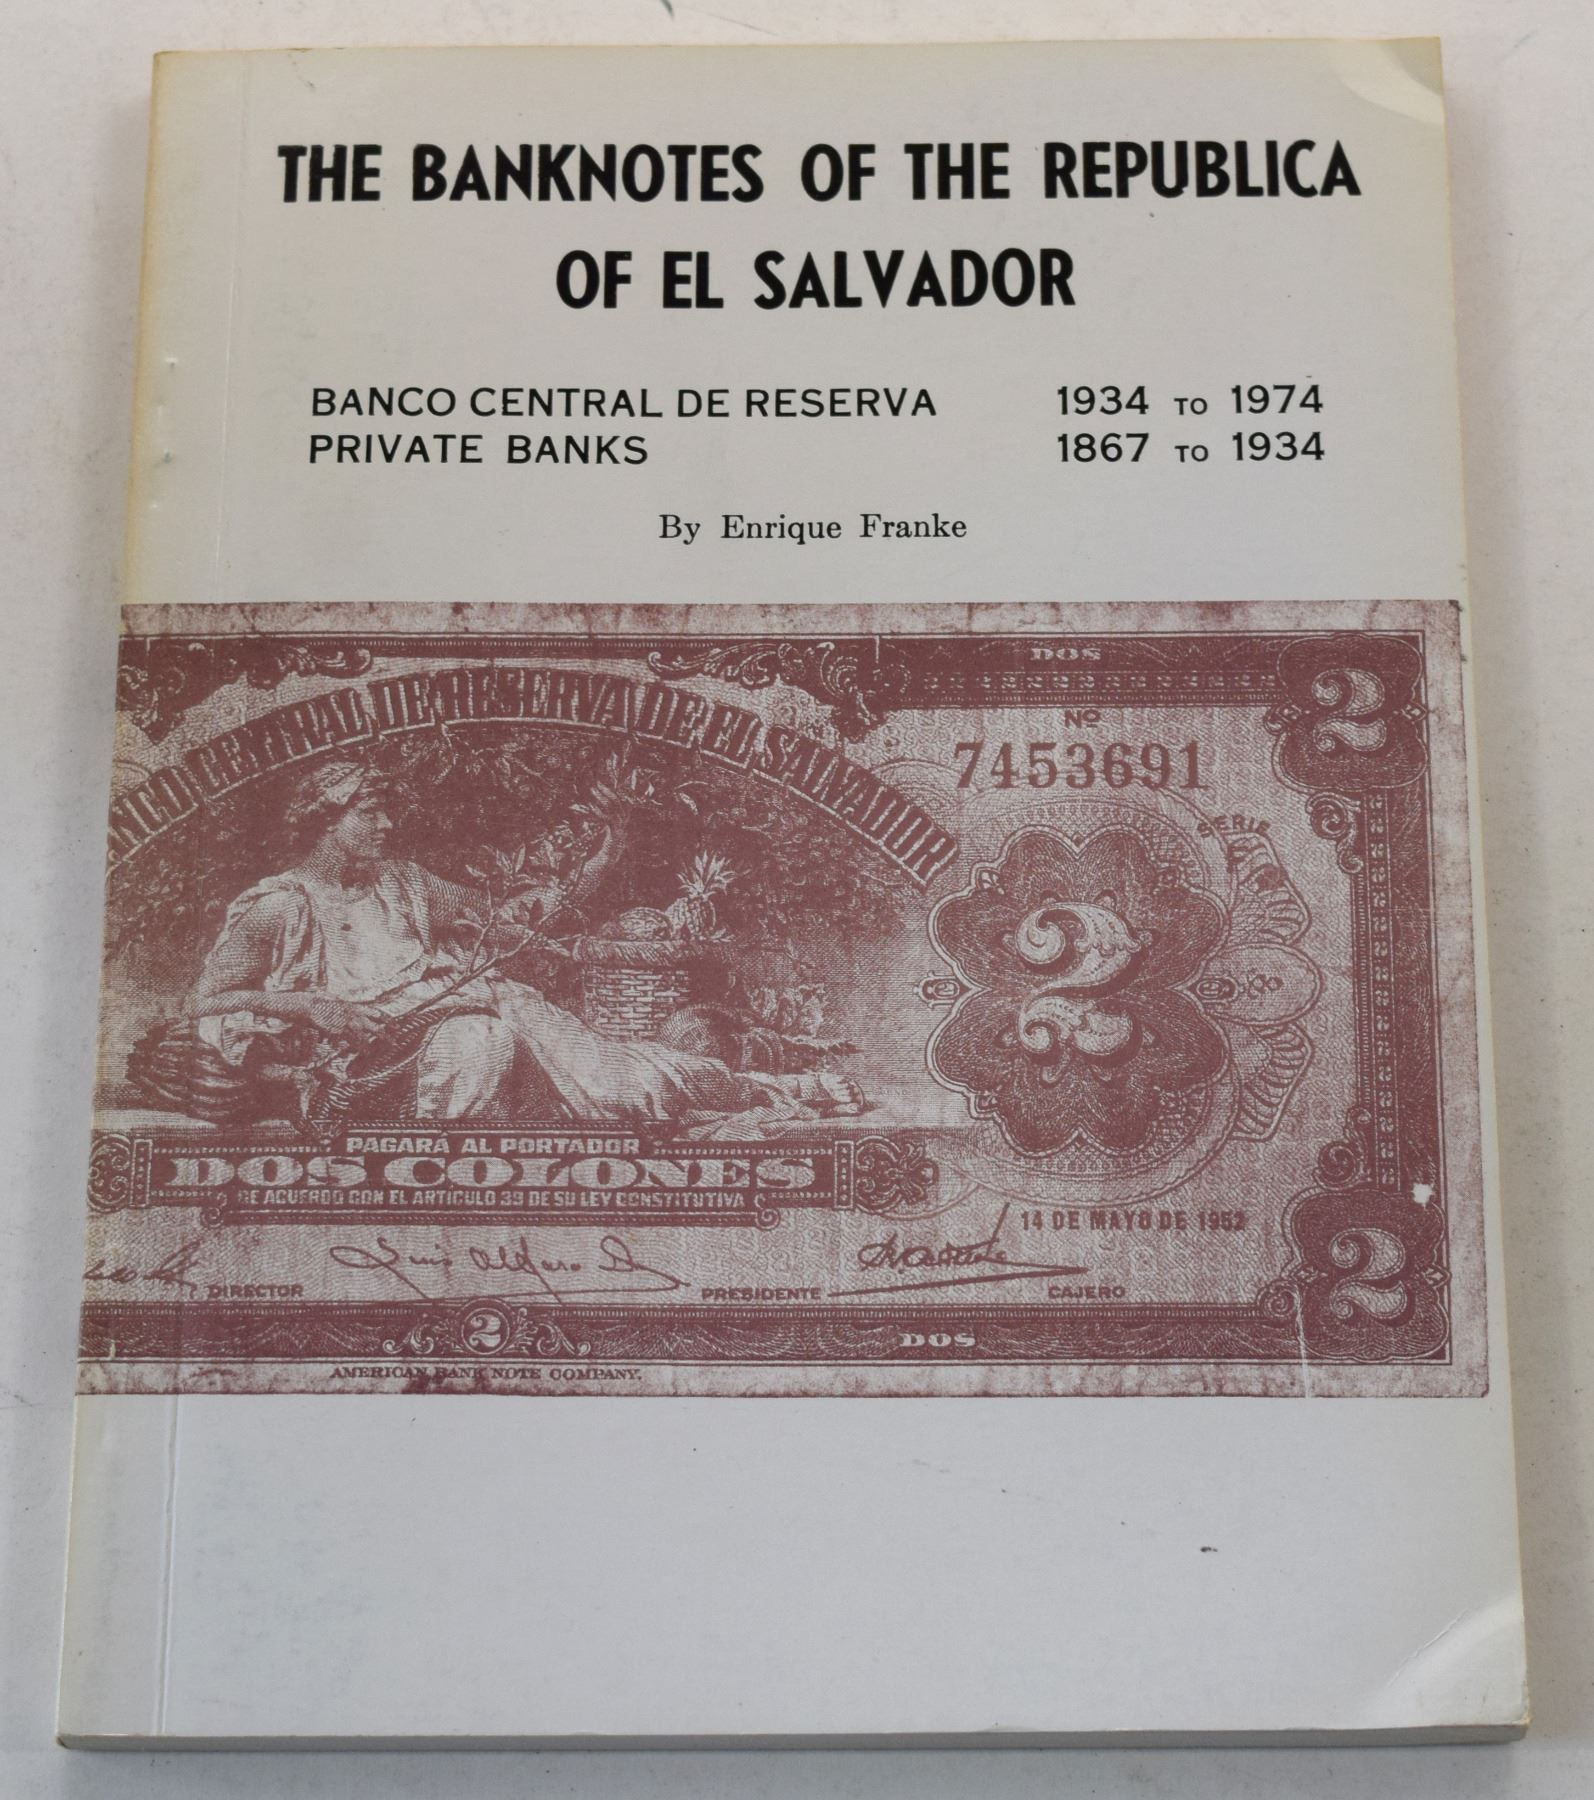 THE BANKNOTES OF THE REPUBLICA
OF EL SALVADOR
BANCO CENTRAL DE RESERVA 1934 TO 1974
PRIVATE BANKS 1867 TO 1934
By Enrique Franke
DOS
2
NCO CENTRAL DE RESERVA DE EL SALVADOR
Nº
7453691
SERIE
2
PAGARÁ AL PORTADOR
DOS COLONES
DE ACUERDO CON EL ARTICULO 39 DE SU LEY CONSTITUTIVA
14 DE MAYO DE 1952
2
DIRECTOR PRESIDENTE CAJERO
2
DOS
AMERICAN BANK NOTE COMPANY.